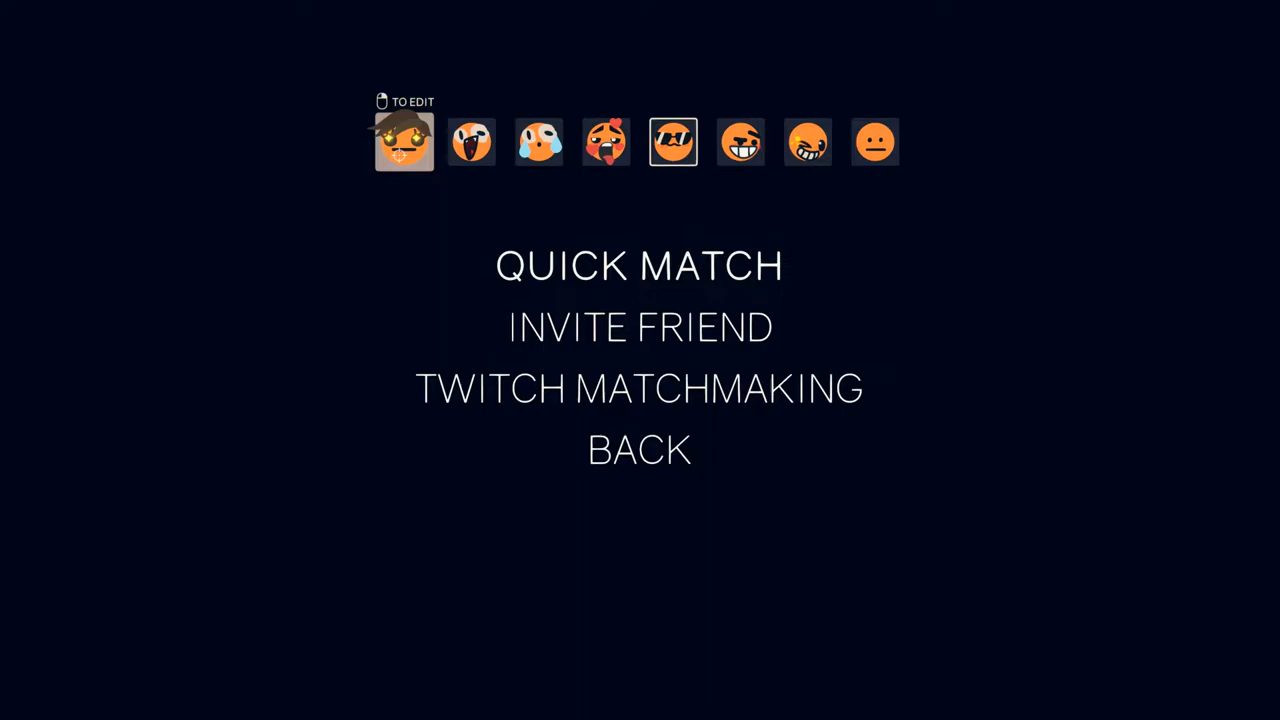 TO EDIT
QUICK MATCH
INVITE FRIEND
TWITCH MATCHMAKING
BACK